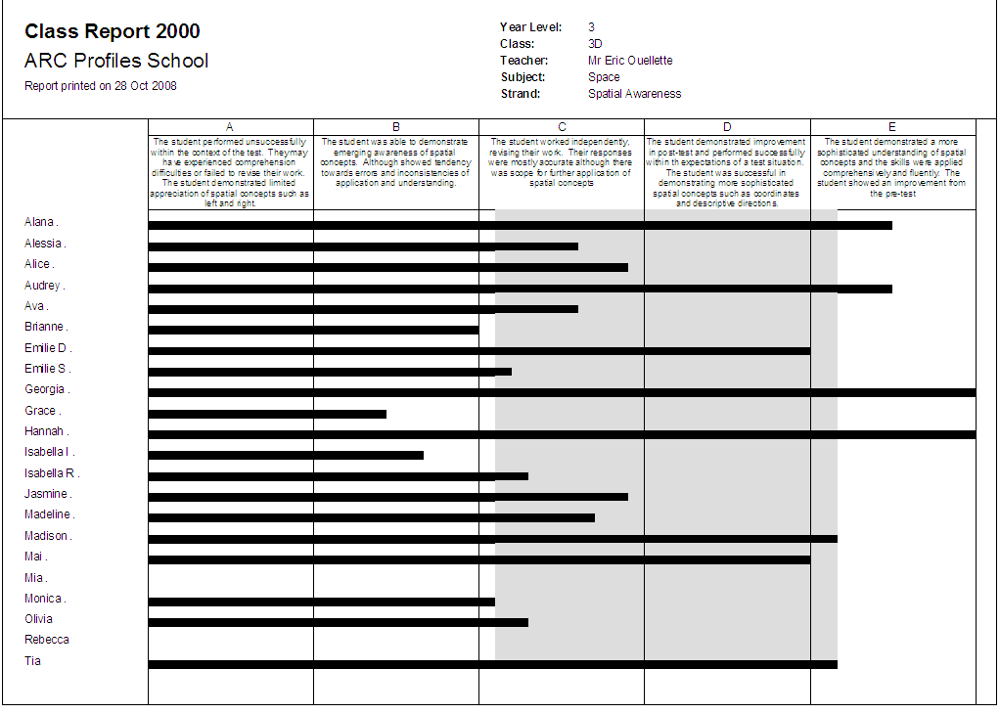 Class Report 2000
ARC Profiles School
Report printed on 28 Oct 2008
Year Level: 3
Class: 3D
Teacher: Mr Eric Ouellette
Subject: Space
Strand: Spatial Awareness
A
The student performed unsuccessfully
within the context of the test. They may
have experienced comprehension
difficulties or failed to revise their work.
The student demonstrated limited
appreciation of spatial concepts such as
left and right.
B
The student was able to demonstrate
emerging awareness of spatial
concepts. Although showed tendency
towards errors and inconsistencies of
application and understanding.
C
The student worked independently,
revising their work. Their responses
were mostly accurate although there
was scope for further application of
spatial concepts
D
The student demonstrated improvement
in post-test and performed successfully
within th expectations of a test situation.
The student was successful in
demonstrating more sophisticated
spatial concepts such as coordinates
and descriptive directions.
E
The student demonstrated a more
sophisticated understanding of spatial
concepts and the skills were applied
comprehensively and fluently. The
student showed an improvement from
the pre-test
Alana .
Alessia .
Alice .
Audrey .
Ava .
Brianne .
Emilie D .
Emilie S .
Georgia .
Grace .
Hannah .
Isabella I .
Isabella R .
Jasmine .
Madeline .
Madison .
Mai .
Mia .
Monica .
Olivia
Rebecca
Tia